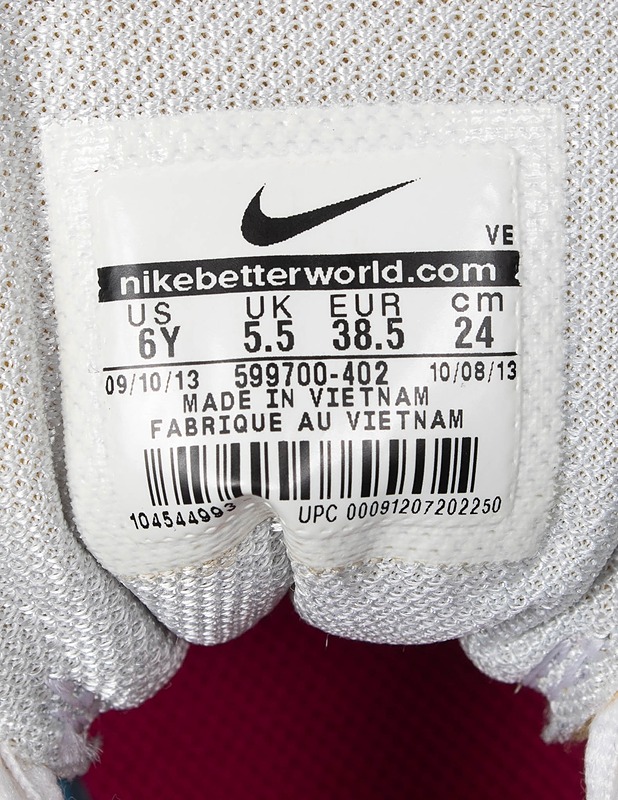 VE
nikebetterworld.com
US UK EUR cm
6Y 5.5 38.5 24
09/10/13 599700-402 10/08/13
MADE IN VIETNAM
FABRIQUE AU VIETNAM
104544993 UPC 00091207202250